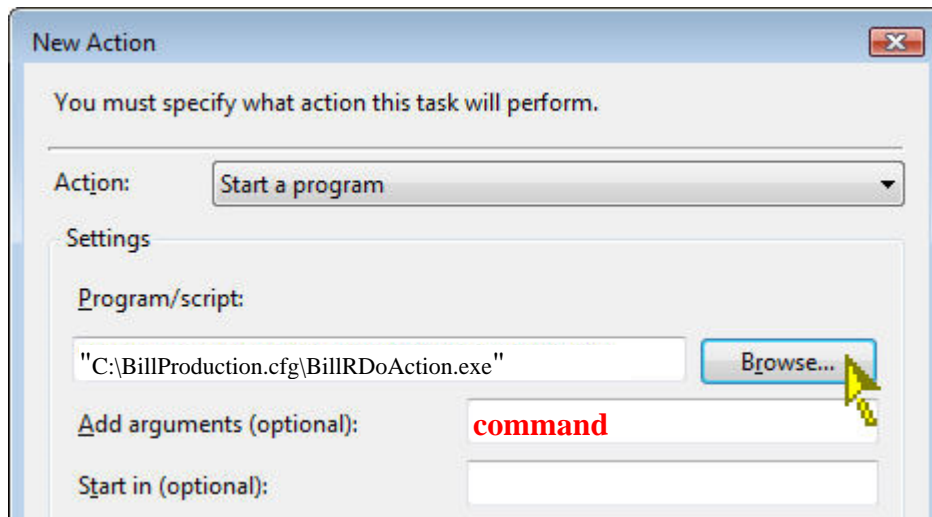 New Action
You must specify what action this task will perform.
Action: Start a program
Settings
Program/script:
"C:\BillProduction.cfg\BillRDoAction.exe" Browse...
Add arguments (optional): command
Start in (optional):